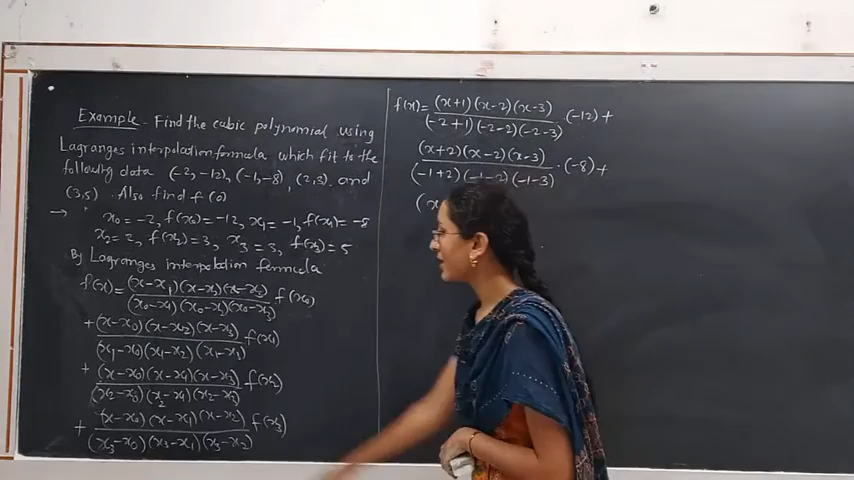 Example - Find the cubic polynomial using
Lagranges interpolation formula which fit to the
following data (-2,-12), (-1,-8), (2,3) and
(3,5). Also find f(0)
→ x₀ = -2, f(x₀) = -12, x₁ = -1, f(x₁) = -8
x₂ = 2, f(x₂) = 3, x₃ = 3, f(x₃) = 5
By Lagranges interpolation formula
f(x) = (x-x₁)(x-x₂)(x-x₃) / (x₀-x₁)(x₀-x₂)(x₀-x₃) f(x₀)
+ (x-x₀)(x-x₂)(x-x₃) / (x₁-x₀)(x₁-x₂)(x₁-x₃) f(x₁)
+ (x-x₀)(x-x₁)(x-x₃) / (x₂-x₀)(x₂-x₁)(x₂-x₃) f(x₂)
+ (x-x₀)(x-x₁)(x-x₂) / (x₃-x₀)(x₃-x₁)(x₃-x₂) f(x₃)
f(x) = (x+1)(x-2)(x-3) / (-2+1)(-2-2)(-2-3) · (-12) +
(x+2)(x-2)(x-3) / (-1+2)(-1-2)(-1-3) · (-8) +
(x